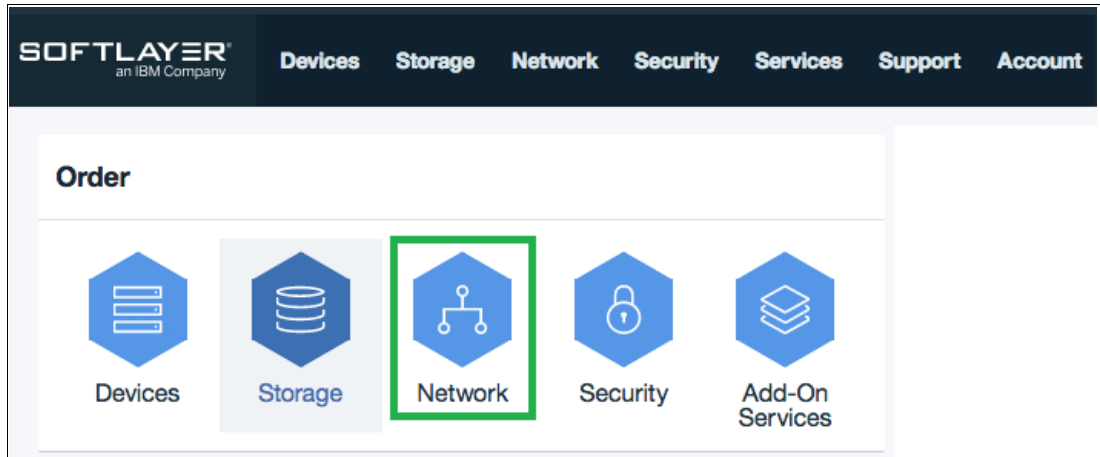 SOFTLAYER®
an IBM Company
Devices Storage Network Security Services Support Account
Order
Devices Storage Network Security Add-On
Services